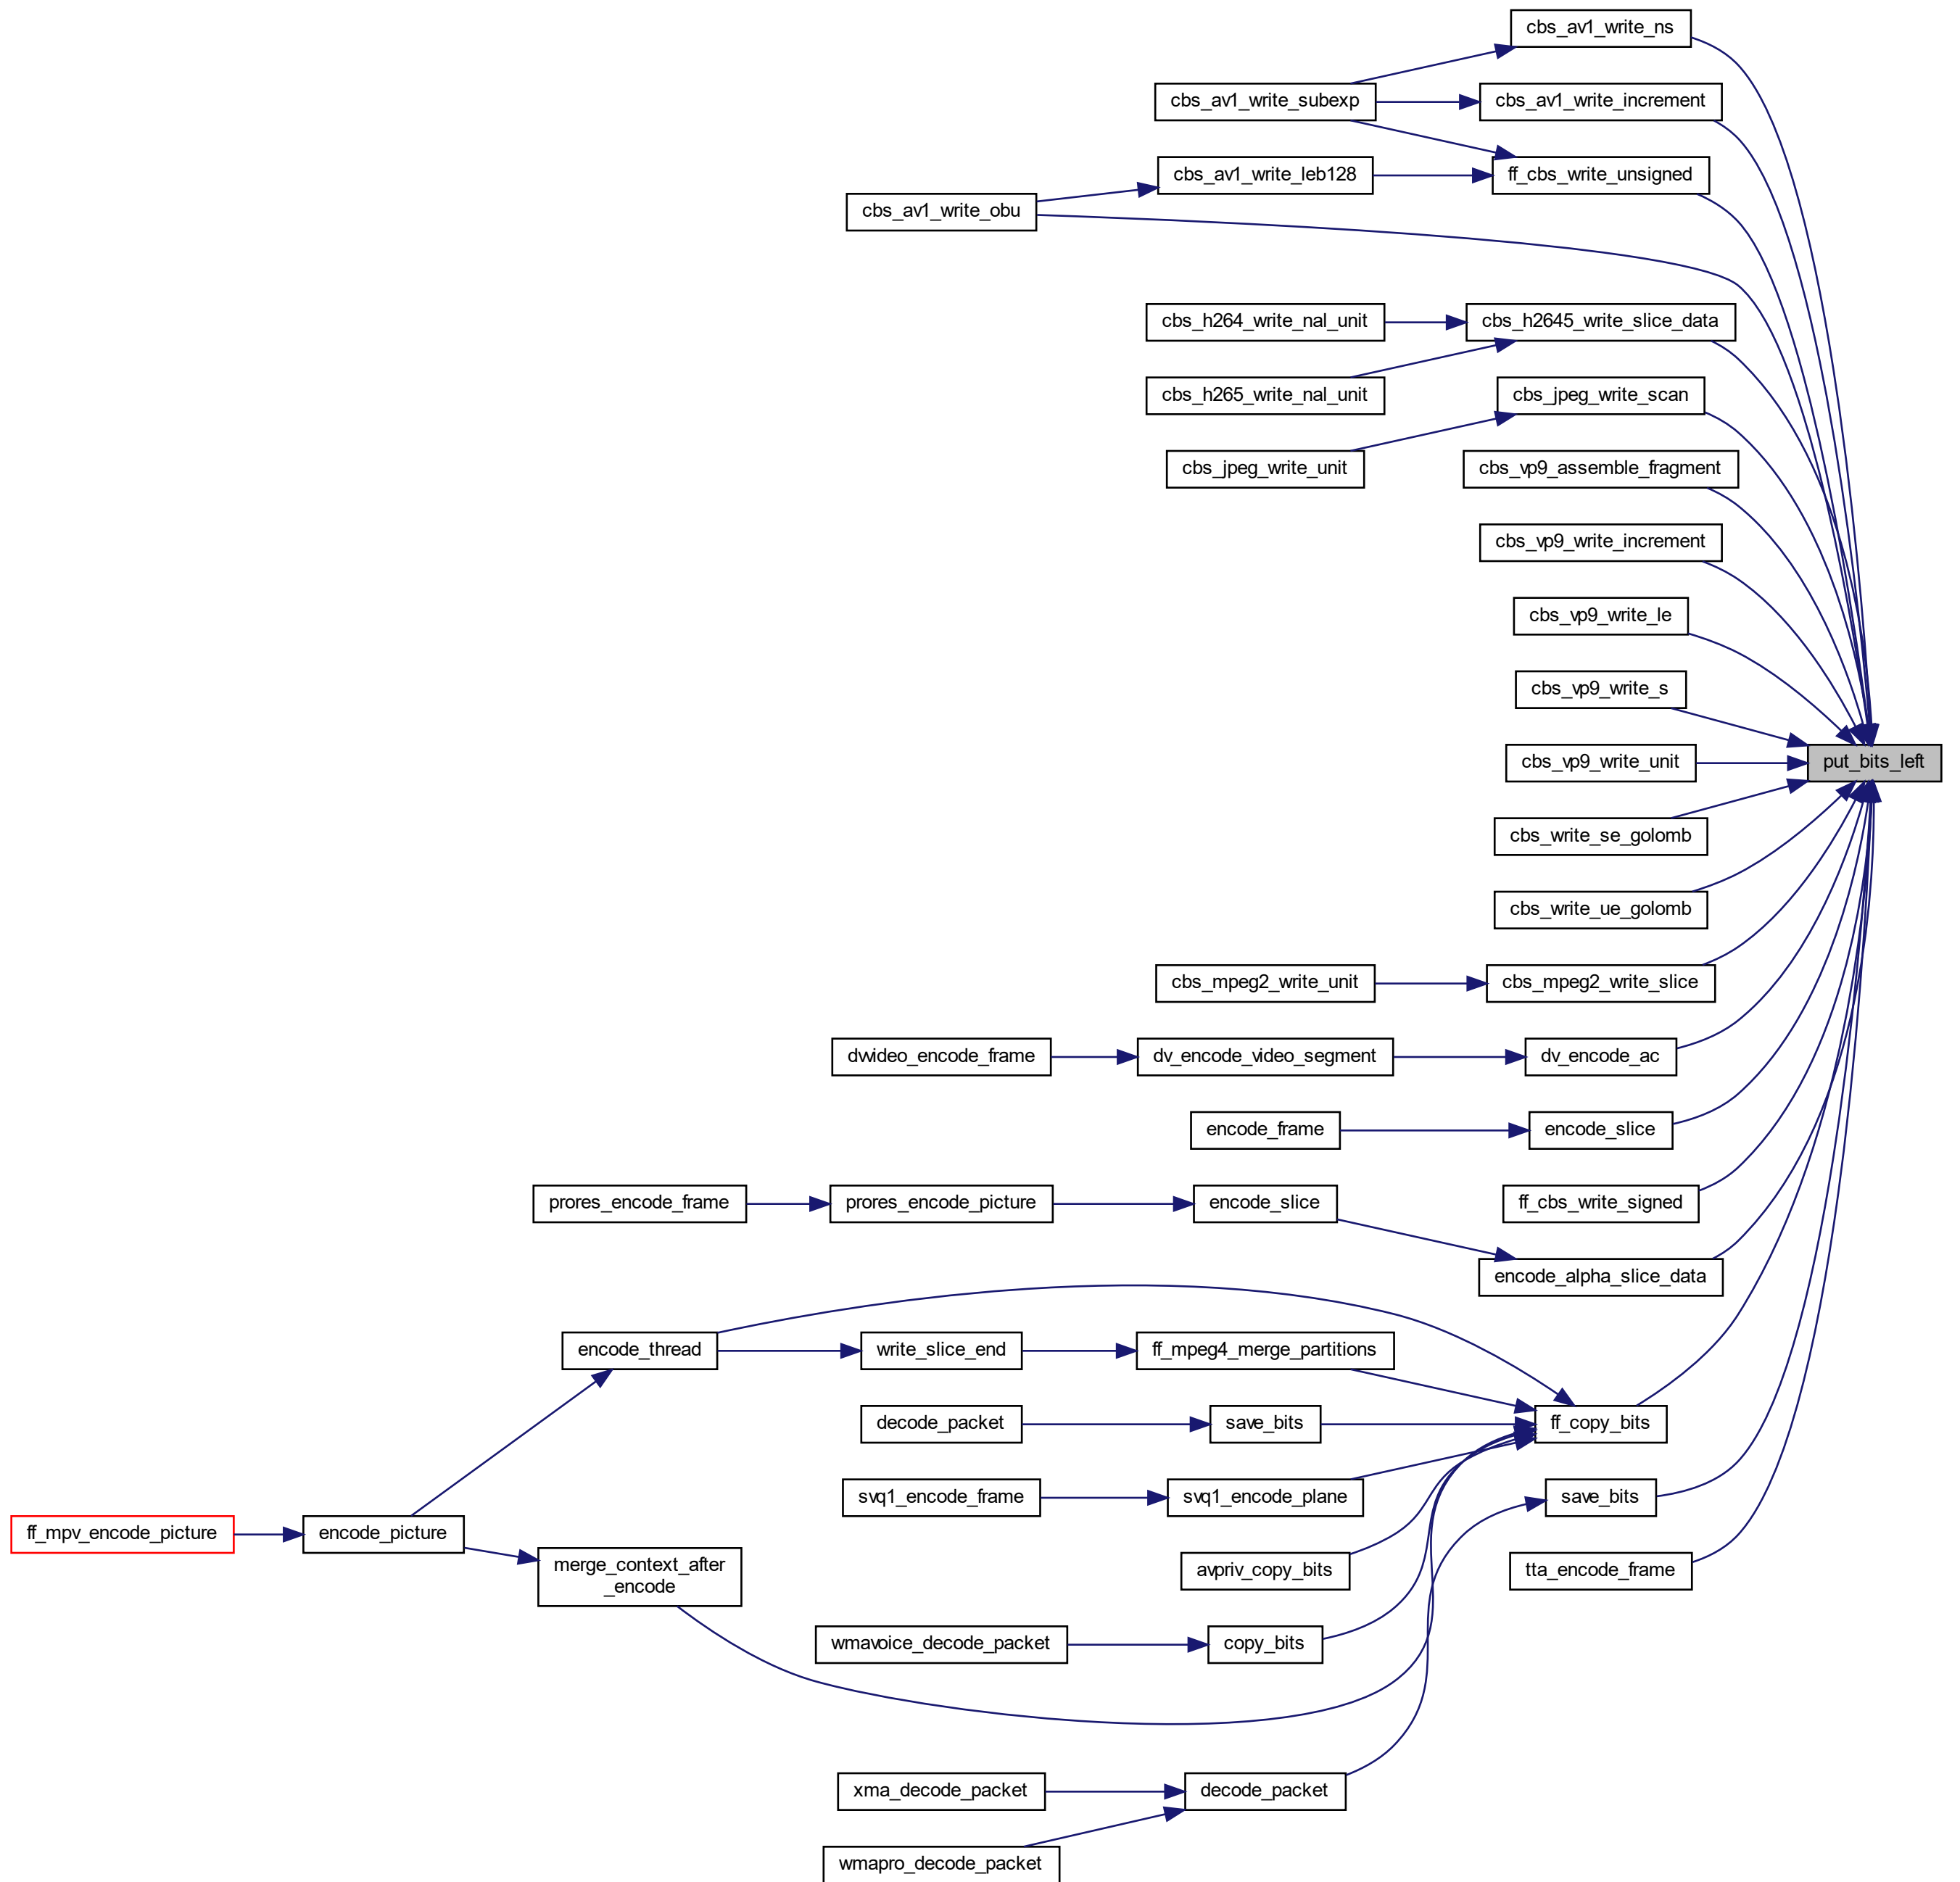 cbs_av1_write_ns
cbs_av1_write_subexp
cbs_av1_write_increment
cbs_av1_write_leb128
ff_cbs_write_unsigned
cbs_av1_write_obu
cbs_h264_write_nal_unit
cbs_h2645_write_slice_data
cbs_h265_write_nal_unit
cbs_jpeg_write_scan
cbs_jpeg_write_unit
cbs_vp9_assemble_fragment
cbs_vp9_write_increment
cbs_vp9_write_le
cbs_vp9_write_s
cbs_vp9_write_unit
put_bits_left
cbs_write_se_golomb
cbs_write_ue_golomb
cbs_mpeg2_write_unit
cbs_mpeg2_write_slice
dvvideo_encode_frame
dv_encode_video_segment
dv_encode_ac
encode_frame
encode_slice
prores_encode_frame
prores_encode_picture
encode_slice
ff_cbs_write_signed
encode_alpha_slice_data
encode_thread
write_slice_end
ff_mpeg4_merge_partitions
decode_packet
save_bits
ff_copy_bits
svq1_encode_frame
svq1_encode_plane
save_bits
ff_mpv_encode_picture
encode_picture
merge_context_after
_encode
avpriv_copy_bits
tta_encode_frame
wmavoice_decode_packet
copy_bits
xma_decode_packet
decode_packet
wmapro_decode_packet